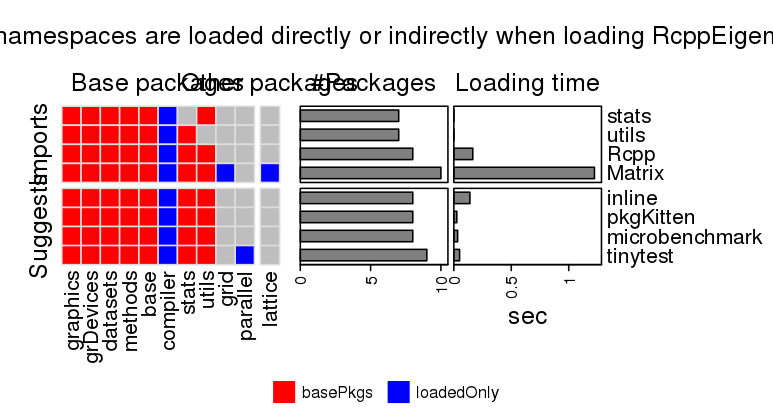 namespaces are loaded directly or indirectly when loading RcppEigen
Base packages
Other packages
#Packages
Loading time
Imports
Suggests
stats
utils
Rcpp
Matrix
inline
pkgKitten
microbenchmark
tinytest
graphics
grDevices
datasets
methods
base
compiler
stats
utils
grid
parallel
lattice
0
5
10
0
0.5
1
sec
basePkgs
loadedOnly